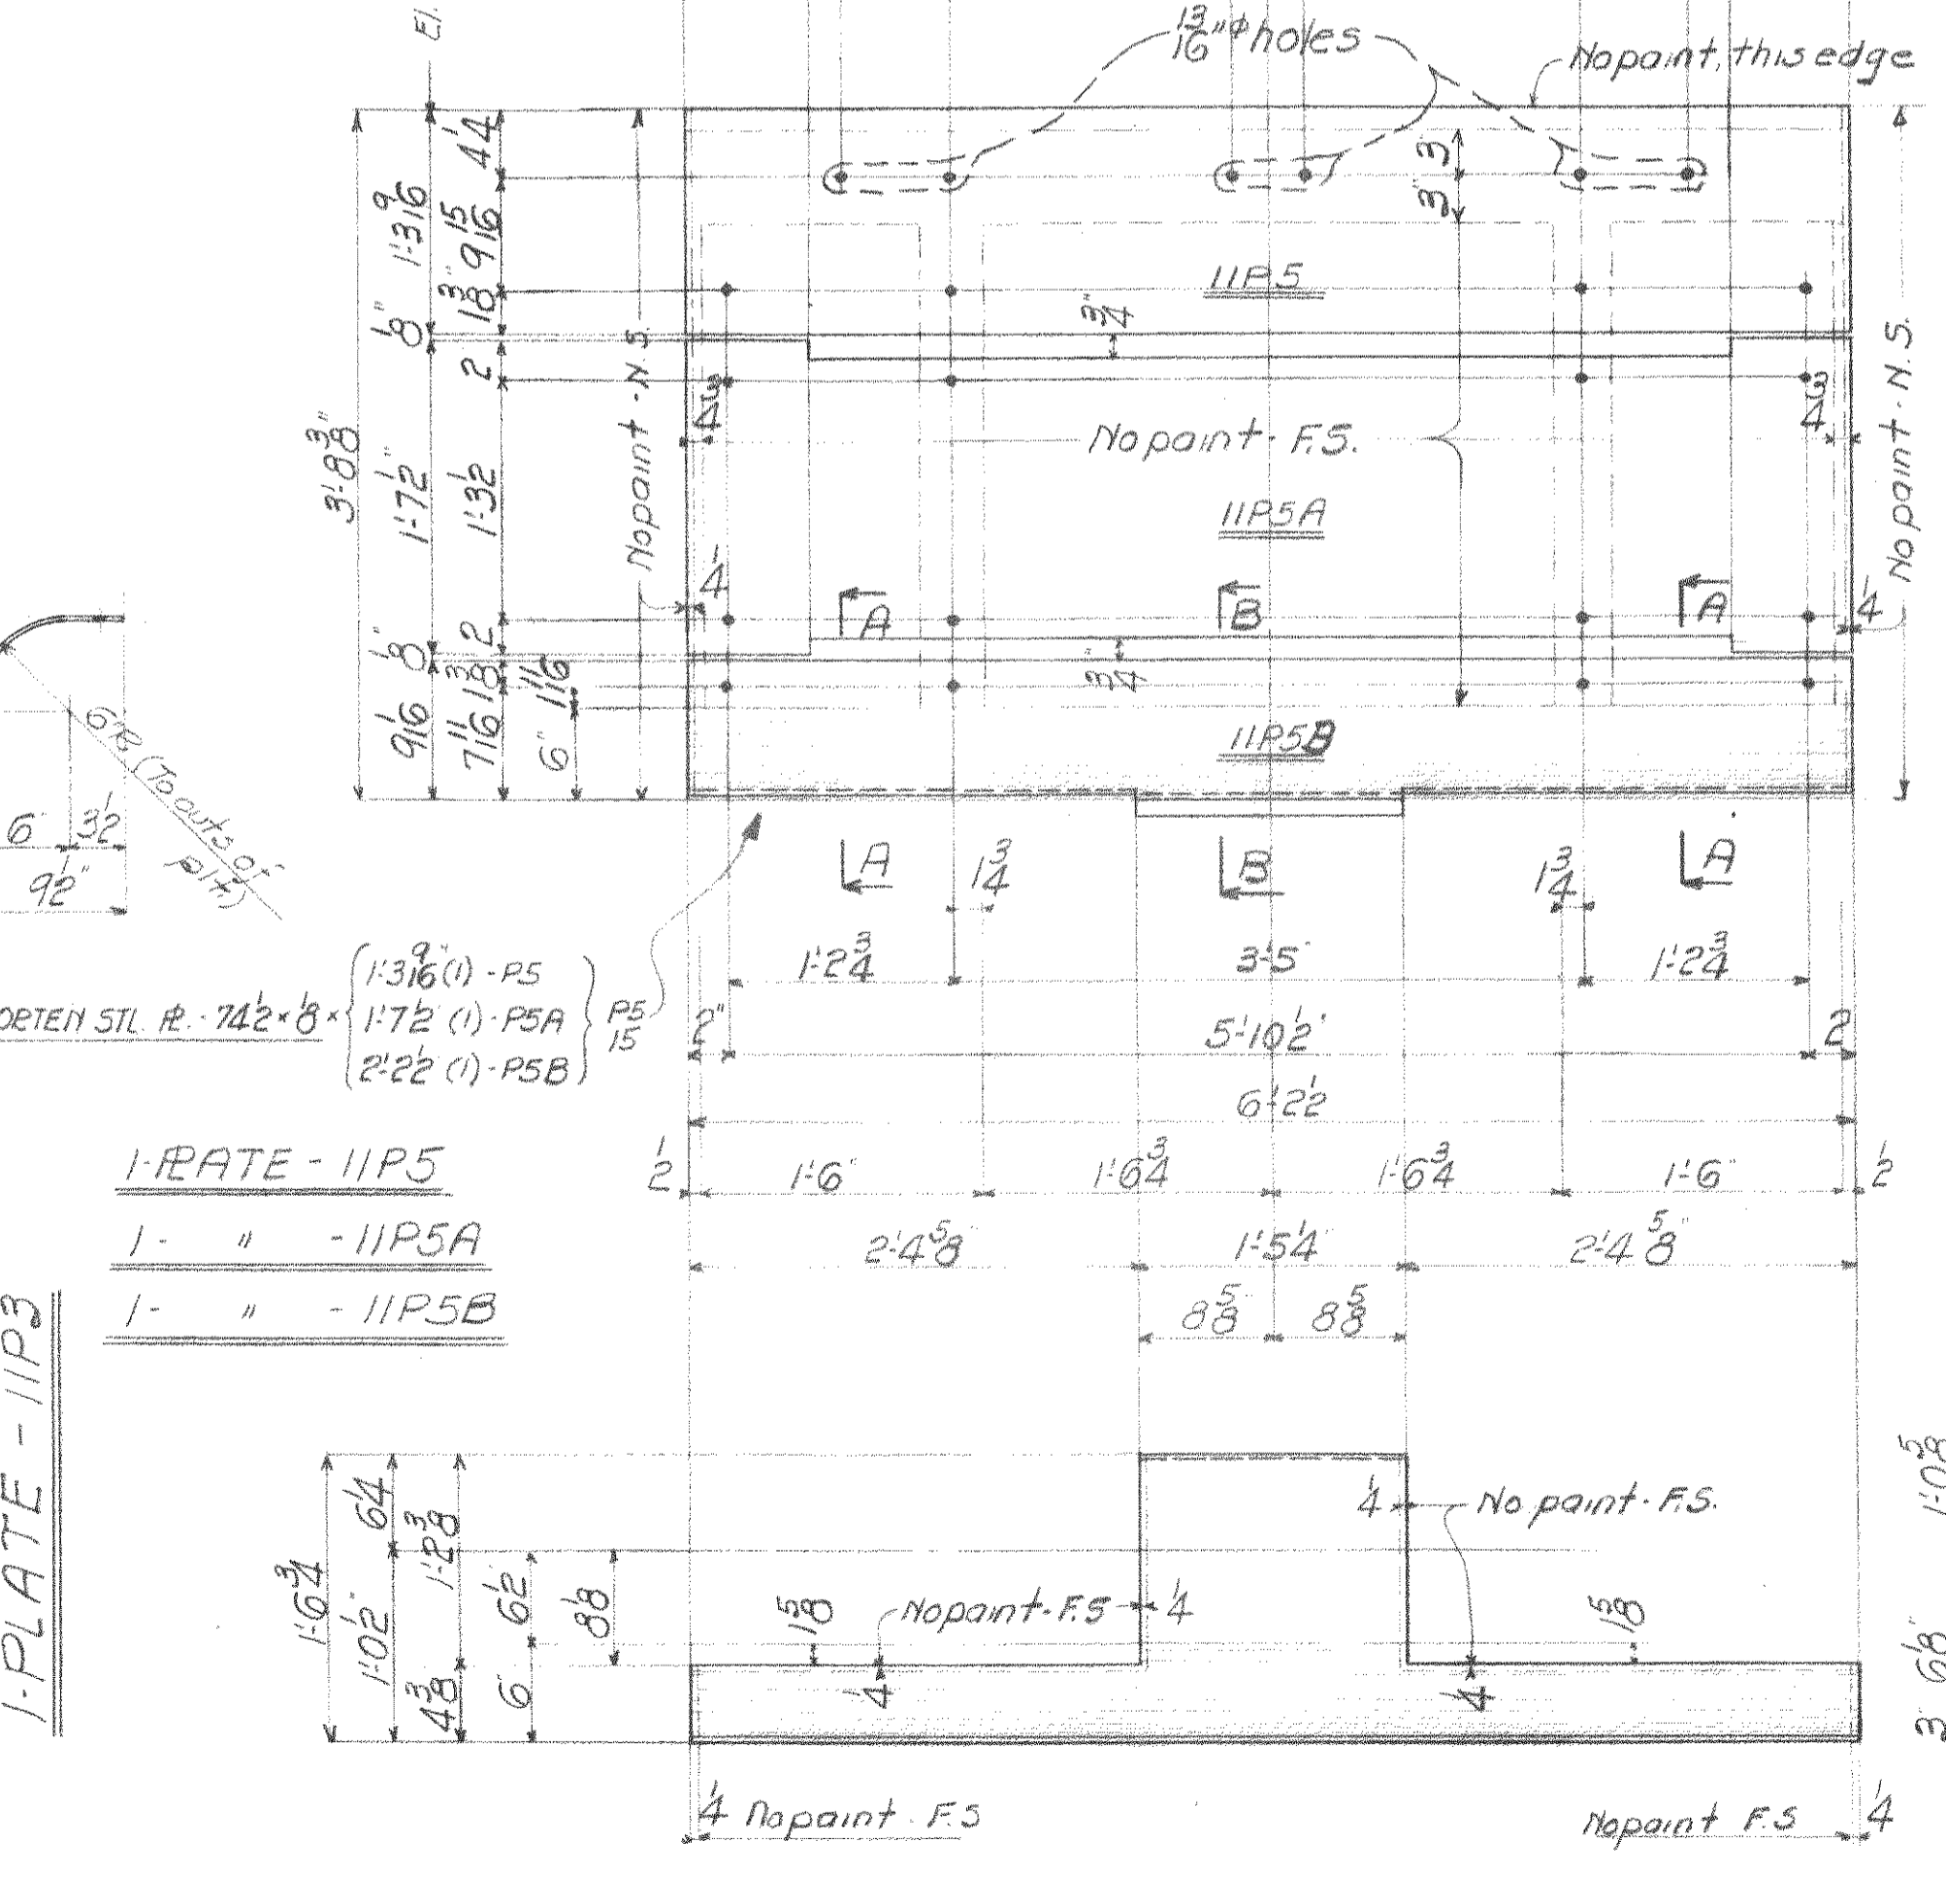 El.
13/16"ø holes
No paint, this edge
4 1/4
1'-3 9/16
9 15/16
1 3/8"
1/8"
2
3'-8 3/8"
1'-7 1/2"
1'-3 1/2
1/8"
2
1 3/8
9 1/16
7 11/16
1 11/16
6"
No paint - N.S.
3"
3"
11P5
3/4"
3/4
3/4
No paint - F.S.
11P5A
1/4
A
B
A
1/4
3/4"
11P5B
No paint - N.S.
6"R (To outs of plt)
6"
3 1/2
9 1/2"
A
1 3/4
B
1 3/4
A
1'-2 3/4
3'-5"
1'-2 3/4
ORTEN STL. PL. - 74 1/2 × 1/8 ×
1'-3 9/16" (1) - P5
1'-7 1/2" (1) - P5A
2'-2 1/2 (1) - P5B
P5
15
2"
5'-10 1/2"
2
6'-2 1/2
1/2
1'-6"
1'-6 3/4
1'-6 3/4
1'-6"
1/2
2'-4 5/8"
1'-5 1/4"
2'-4 5/8"
8 5/8
8 5/8
1-PLATE - 11P5
1- " - 11P5A
1- " - 11P5B
1-PLATE - 11P3
1'-6 3/4
6 1/4
1'-0 1/2"
1'-2 3/8
4 3/8
6 1/2
6"
8 1/8
1/4
No paint - F.S.
1 5/8
No paint - F.S
1/4
1 5/8
1/4
1/4
1'-0 5/8
6 1/8"
3
1/4 No paint - F.S
No paint F.S 1/4